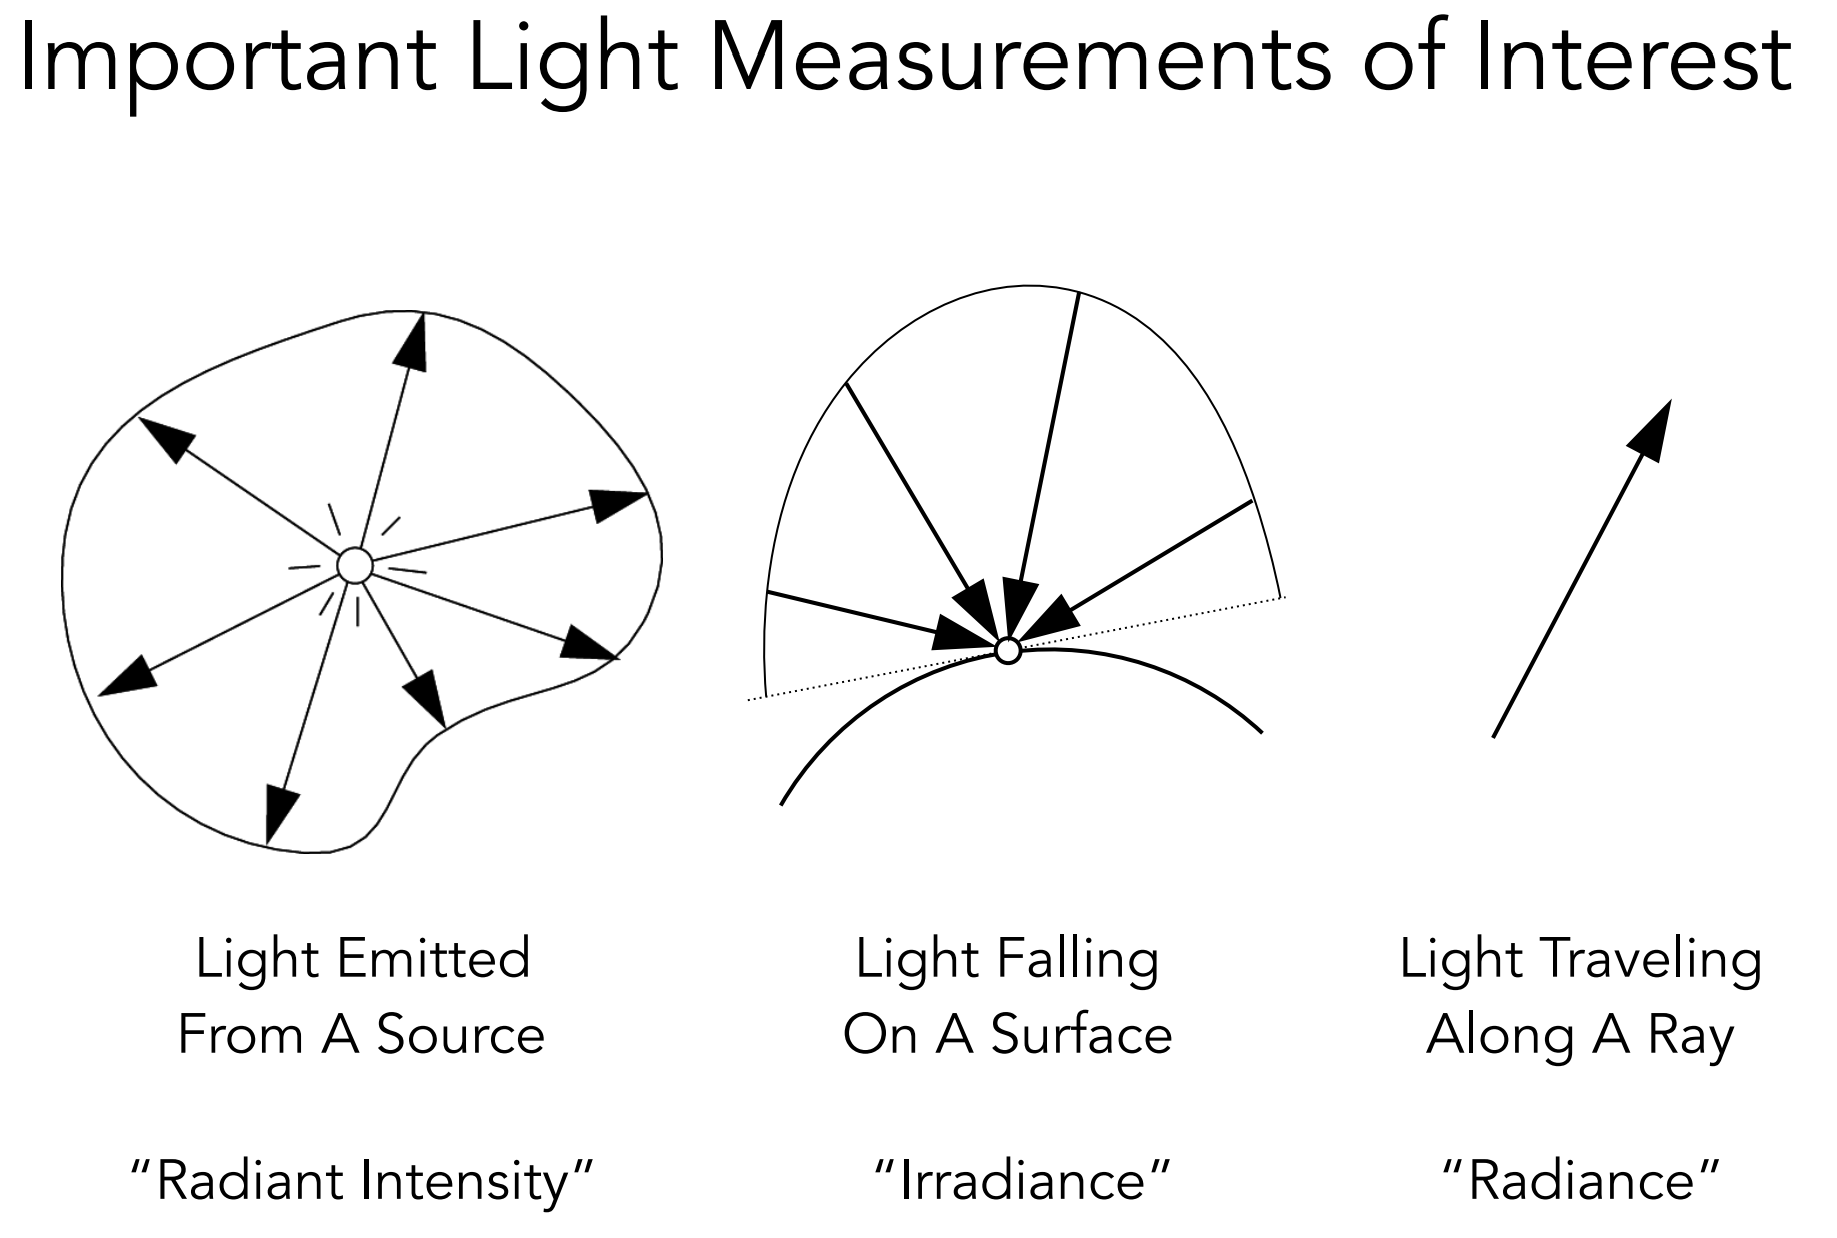 Important Light Measurements of Interest
Light Emitted
From A Source
“Radiant Intensity”
Light Falling
On A Surface
“Irradiance”
Light Traveling
Along A Ray
“Radiance”